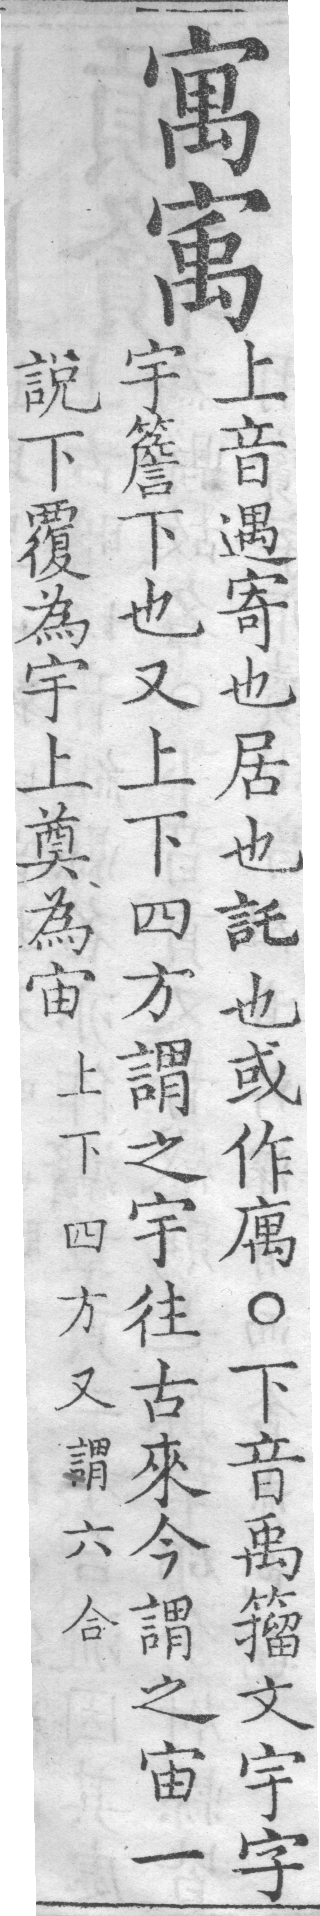 寓㝢
上音遇寄也居也託也或作庽○下音禹籀文宇字
宇簷下也又上下四方謂之宇往古來今謂之宙一
說下覆為宇上奠為宙上下四方又謂六合